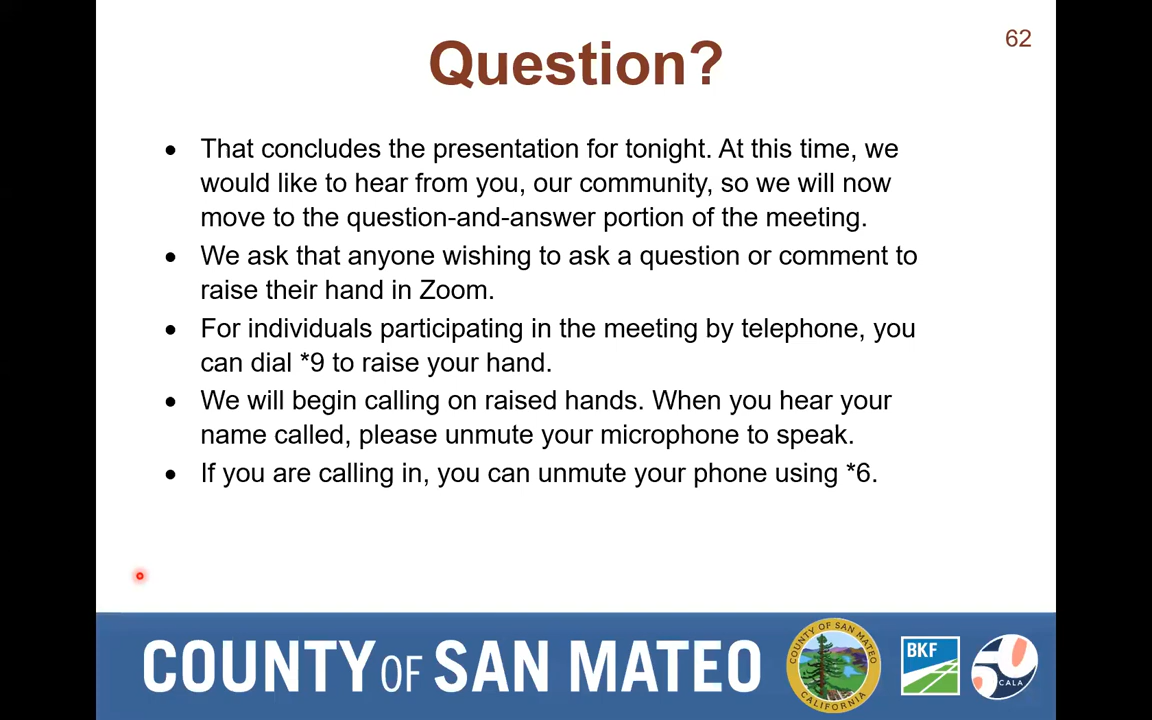 62
Question?
• That concludes the presentation for tonight. At this time, we
would like to hear from you, our community, so we will now
move to the question-and-answer portion of the meeting.
• We ask that anyone wishing to ask a question or comment to
raise their hand in Zoom.
• For individuals participating in the meeting by telephone, you
can dial *9 to raise your hand.
• We will begin calling on raised hands. When you hear your
name called, please unmute your microphone to speak.
• If you are calling in, you can unmute your phone using *6.
COUNTY OF SAN MATEO
COUNTY OF SAN MATEO
CALIFORNIA
BKF
CALA